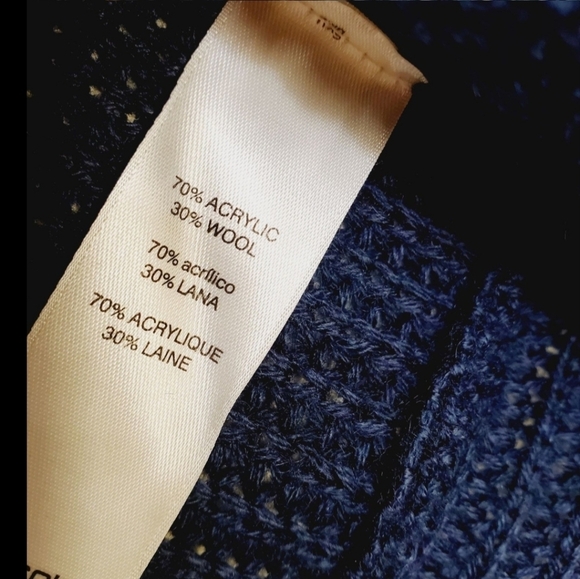 70% ACRYLIC
30% WOOL
70% acrílico
30% LANA
70% ACRYLIQUE
30% LAINE